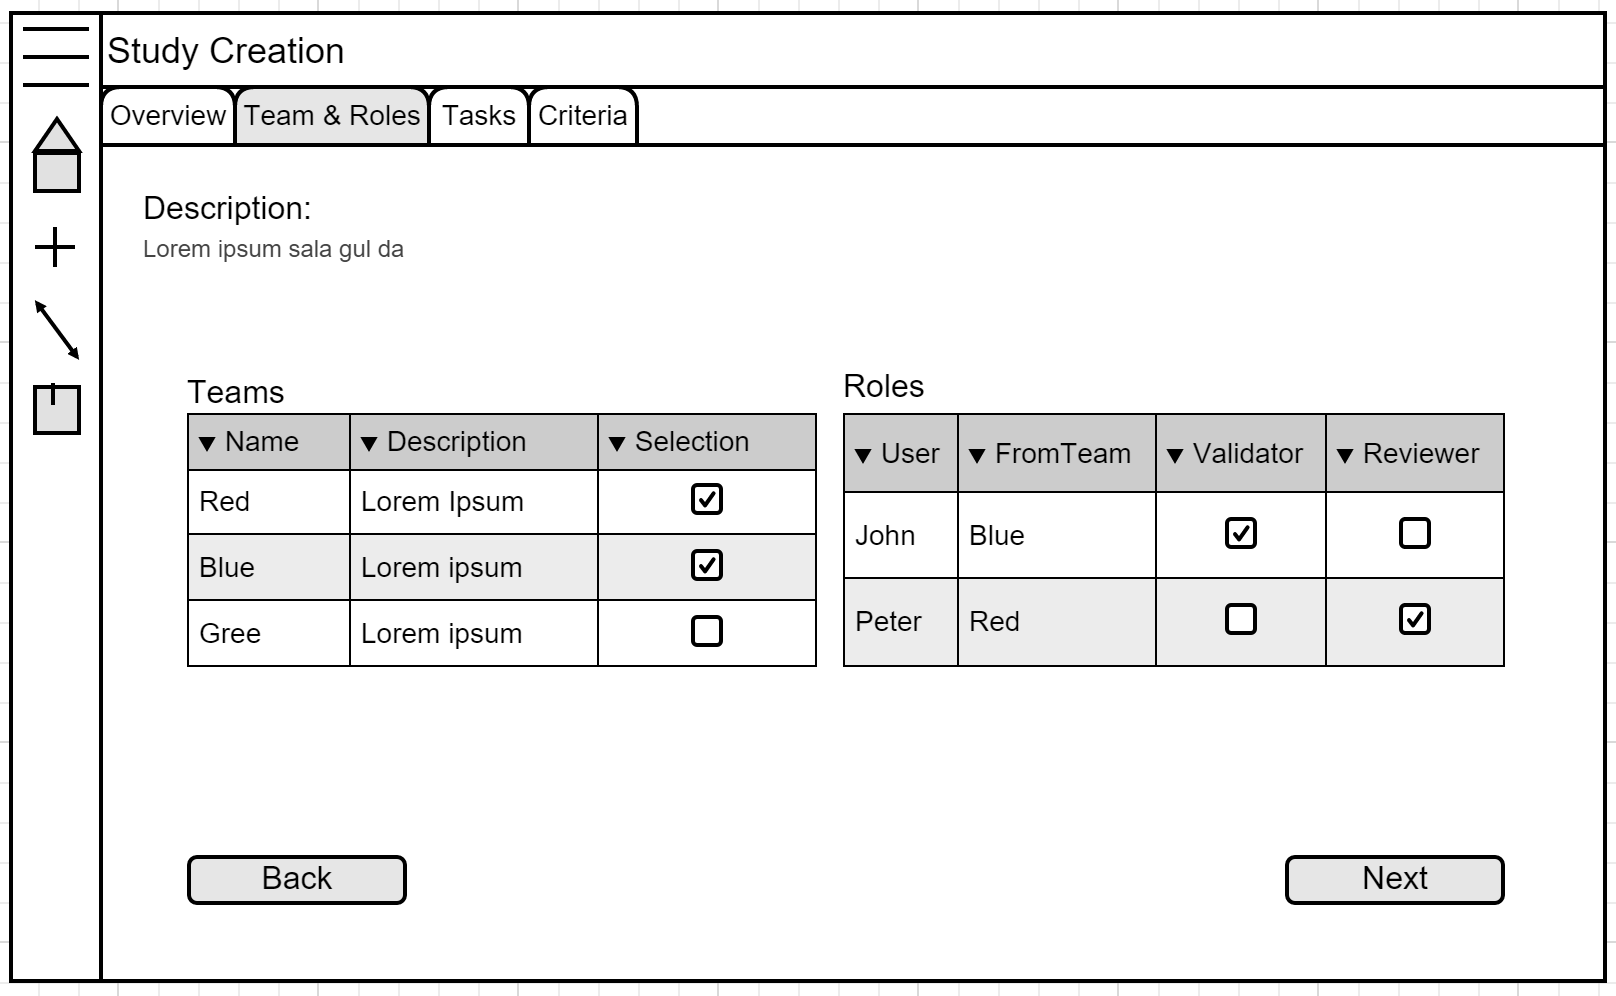 Study Creation
Overview Team & Roles Tasks Criteria
Description:
Lorem ipsum sala gul da
Teams
Name Description Selection
Red Lorem Ipsum
Blue Lorem ipsum
Gree Lorem ipsum
Roles
User FromTeam Validator Reviewer
John Blue
Peter Red
Back
Next